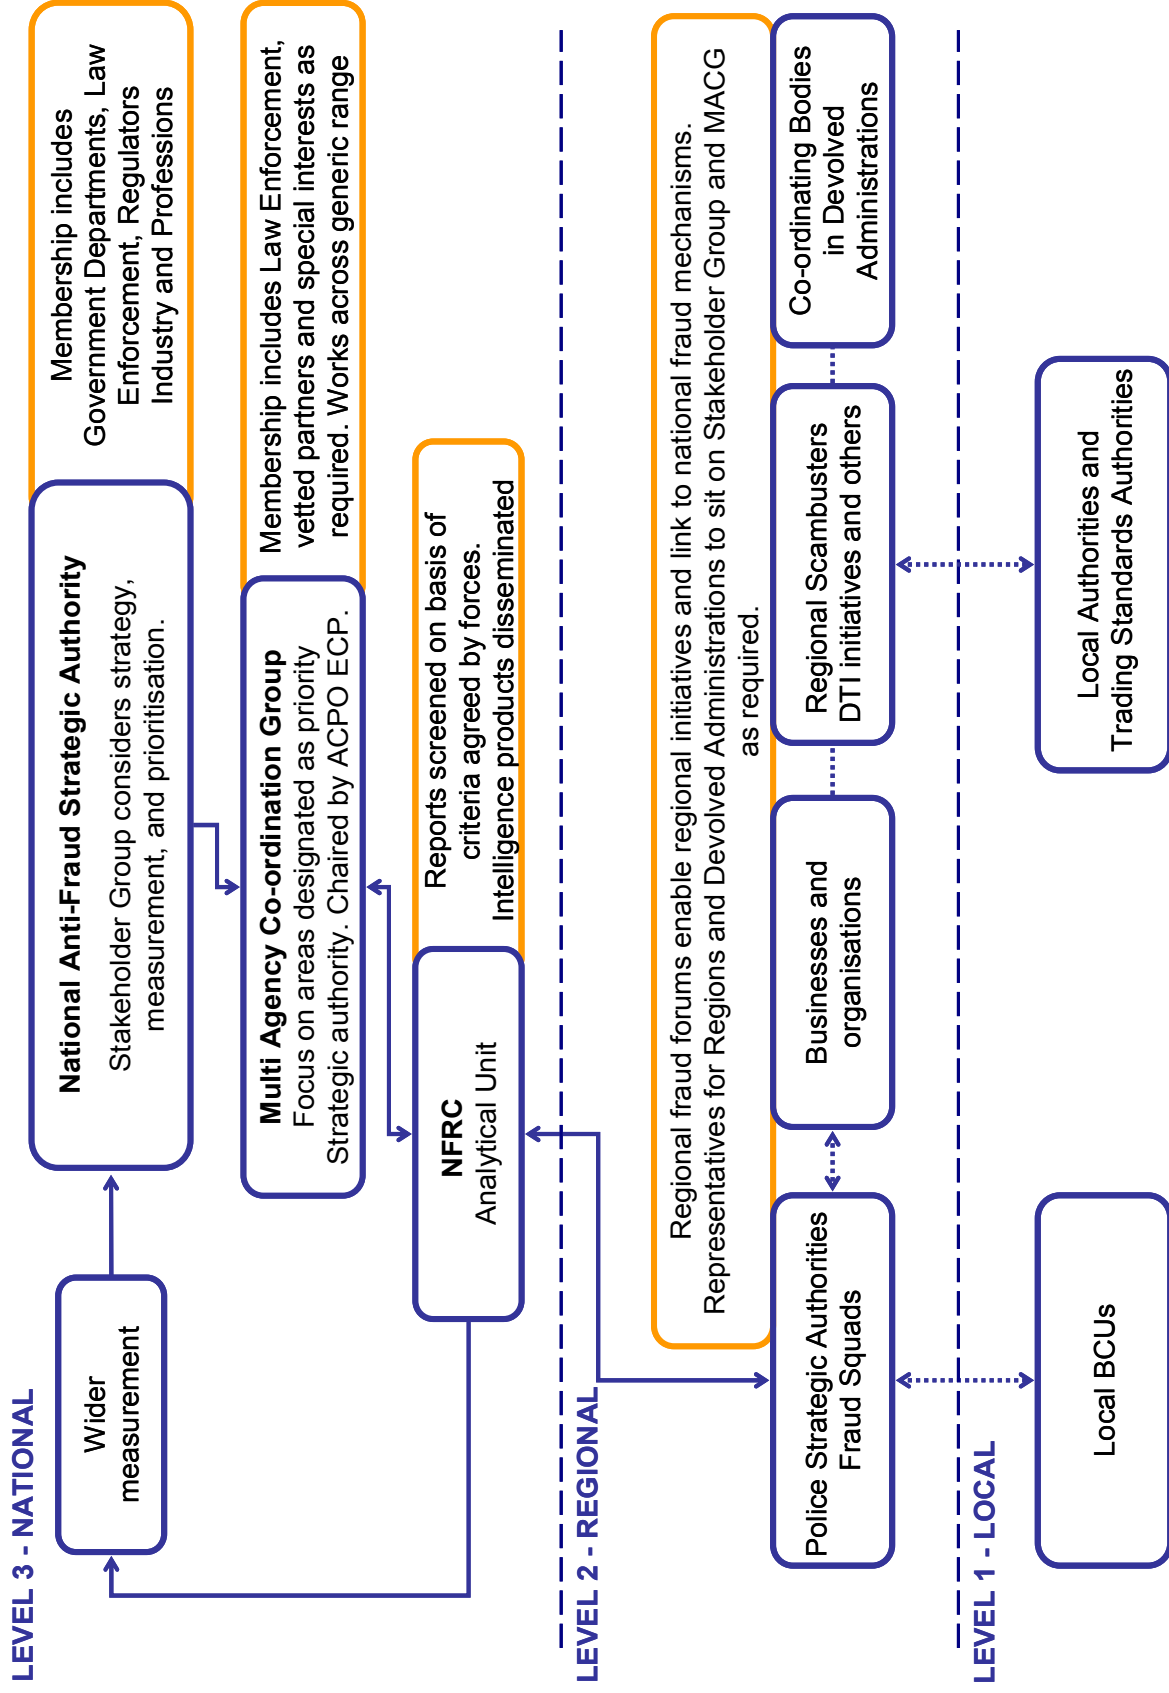 LEVEL 3 - NATIONAL
Wider
measurement
National Anti-Fraud Strategic Authority
Stakeholder Group considers strategy,
measurement, and prioritisation.
Membership includes
Government Departments, Law
Enforcement, Regulators
Industry and Professions
Multi Agency Co-ordination Group
Focus on areas designated as priority
Strategic authority. Chaired by ACPO ECP.
Membership includes Law Enforcement,
vetted partners and special interests as
required. Works across generic range
NFRC
Analytical Unit
Reports screened on basis of
criteria agreed by forces.
Intelligence products disseminated
LEVEL 2 - REGIONAL
Regional fraud forums enable regional initiatives and link to national fraud mechanisms.
Representatives for Regions and Devolved Administrations to sit on Stakeholder Group and MACG
as required.
Police Strategic Authorities
Fraud Squads
Businesses and
organisations
Regional Scambusters
DTI initiatives and others
Co-ordinating Bodies
in Devolved
Administrations
LEVEL 1 - LOCAL
Local BCUs
Local Authorities and
Trading Standards Authorities